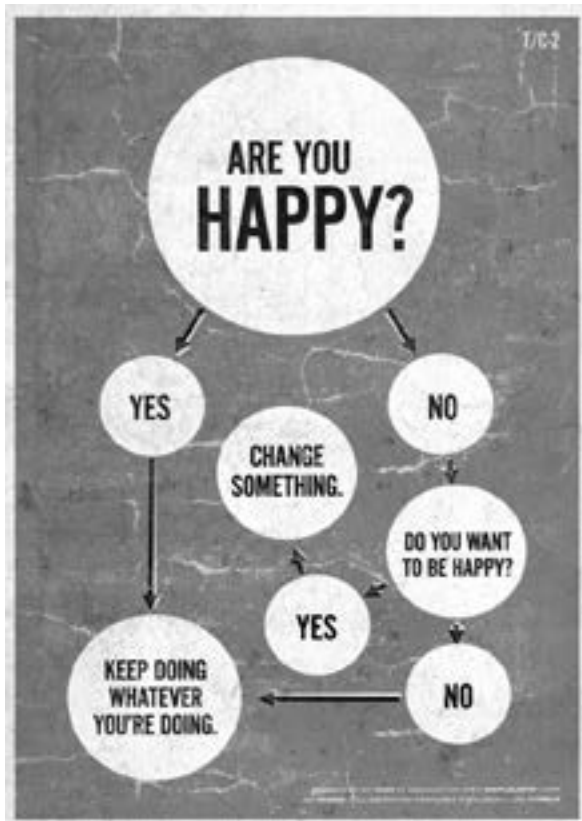 T/C-2
ARE YOU
HAPPY?
YES
NO
CHANGE
SOMETHING.
DO YOU WANT
TO BE HAPPY?
YES
NO
KEEP DOING
WHATEVER
YOU'RE DOING.